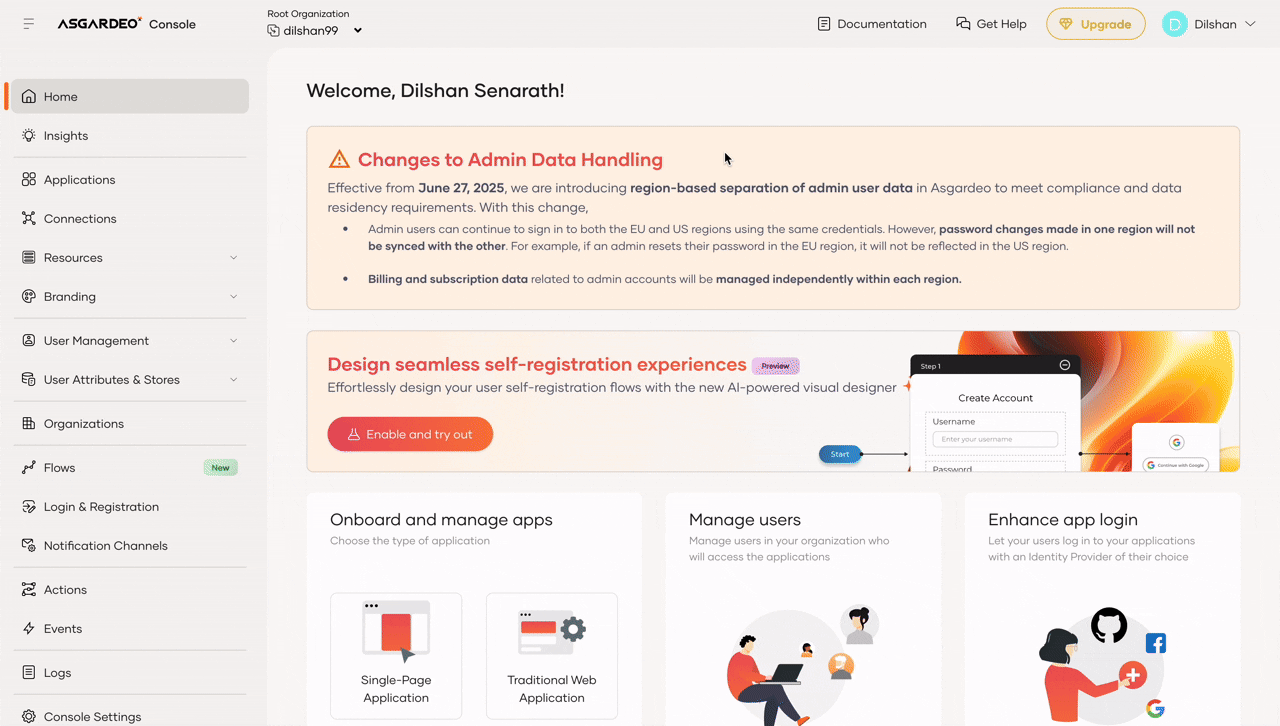 ASGARDEO Console
Root Organization
dilshan99
Documentation
Get Help
Upgrade
D
Dilshan
Home
Insights
Applications
Connections
Resources
Branding
User Management
User Attributes & Stores
Organizations
Flows
New
Login & Registration
Notification Channels
Actions
Events
Logs
Console Settings
Welcome, Dilshan Senarath!
Changes to Admin Data Handling
Effective from June 27, 2025, we are introducing region-based separation of admin user data in Asgardeo to meet compliance and data
residency requirements. With this change,
• Admin users can continue to sign in to both the EU and US regions using the same credentials. However, password changes made in one region will not
be synced with the other. For example, if an admin resets their password in the EU region, it will not be reflected in the US region.
• Billing and subscription data related to admin accounts will be managed independently within each region.
Design seamless self-registration experiences Preview
Effortlessly design your user self-registration flows with the new AI-powered visual designer
Enable and try out
Start
Step 1
Create Account
Username
Enter your username
Password
G
G Continue with Google
Onboard and manage apps
Choose the type of application
Single-Page
Application
Traditional Web
Application
Manage users
Manage users in your organization who
will access the applications
Enhance app login
Let your users log in to your applications
with an Identity Provider of their choice
f
G